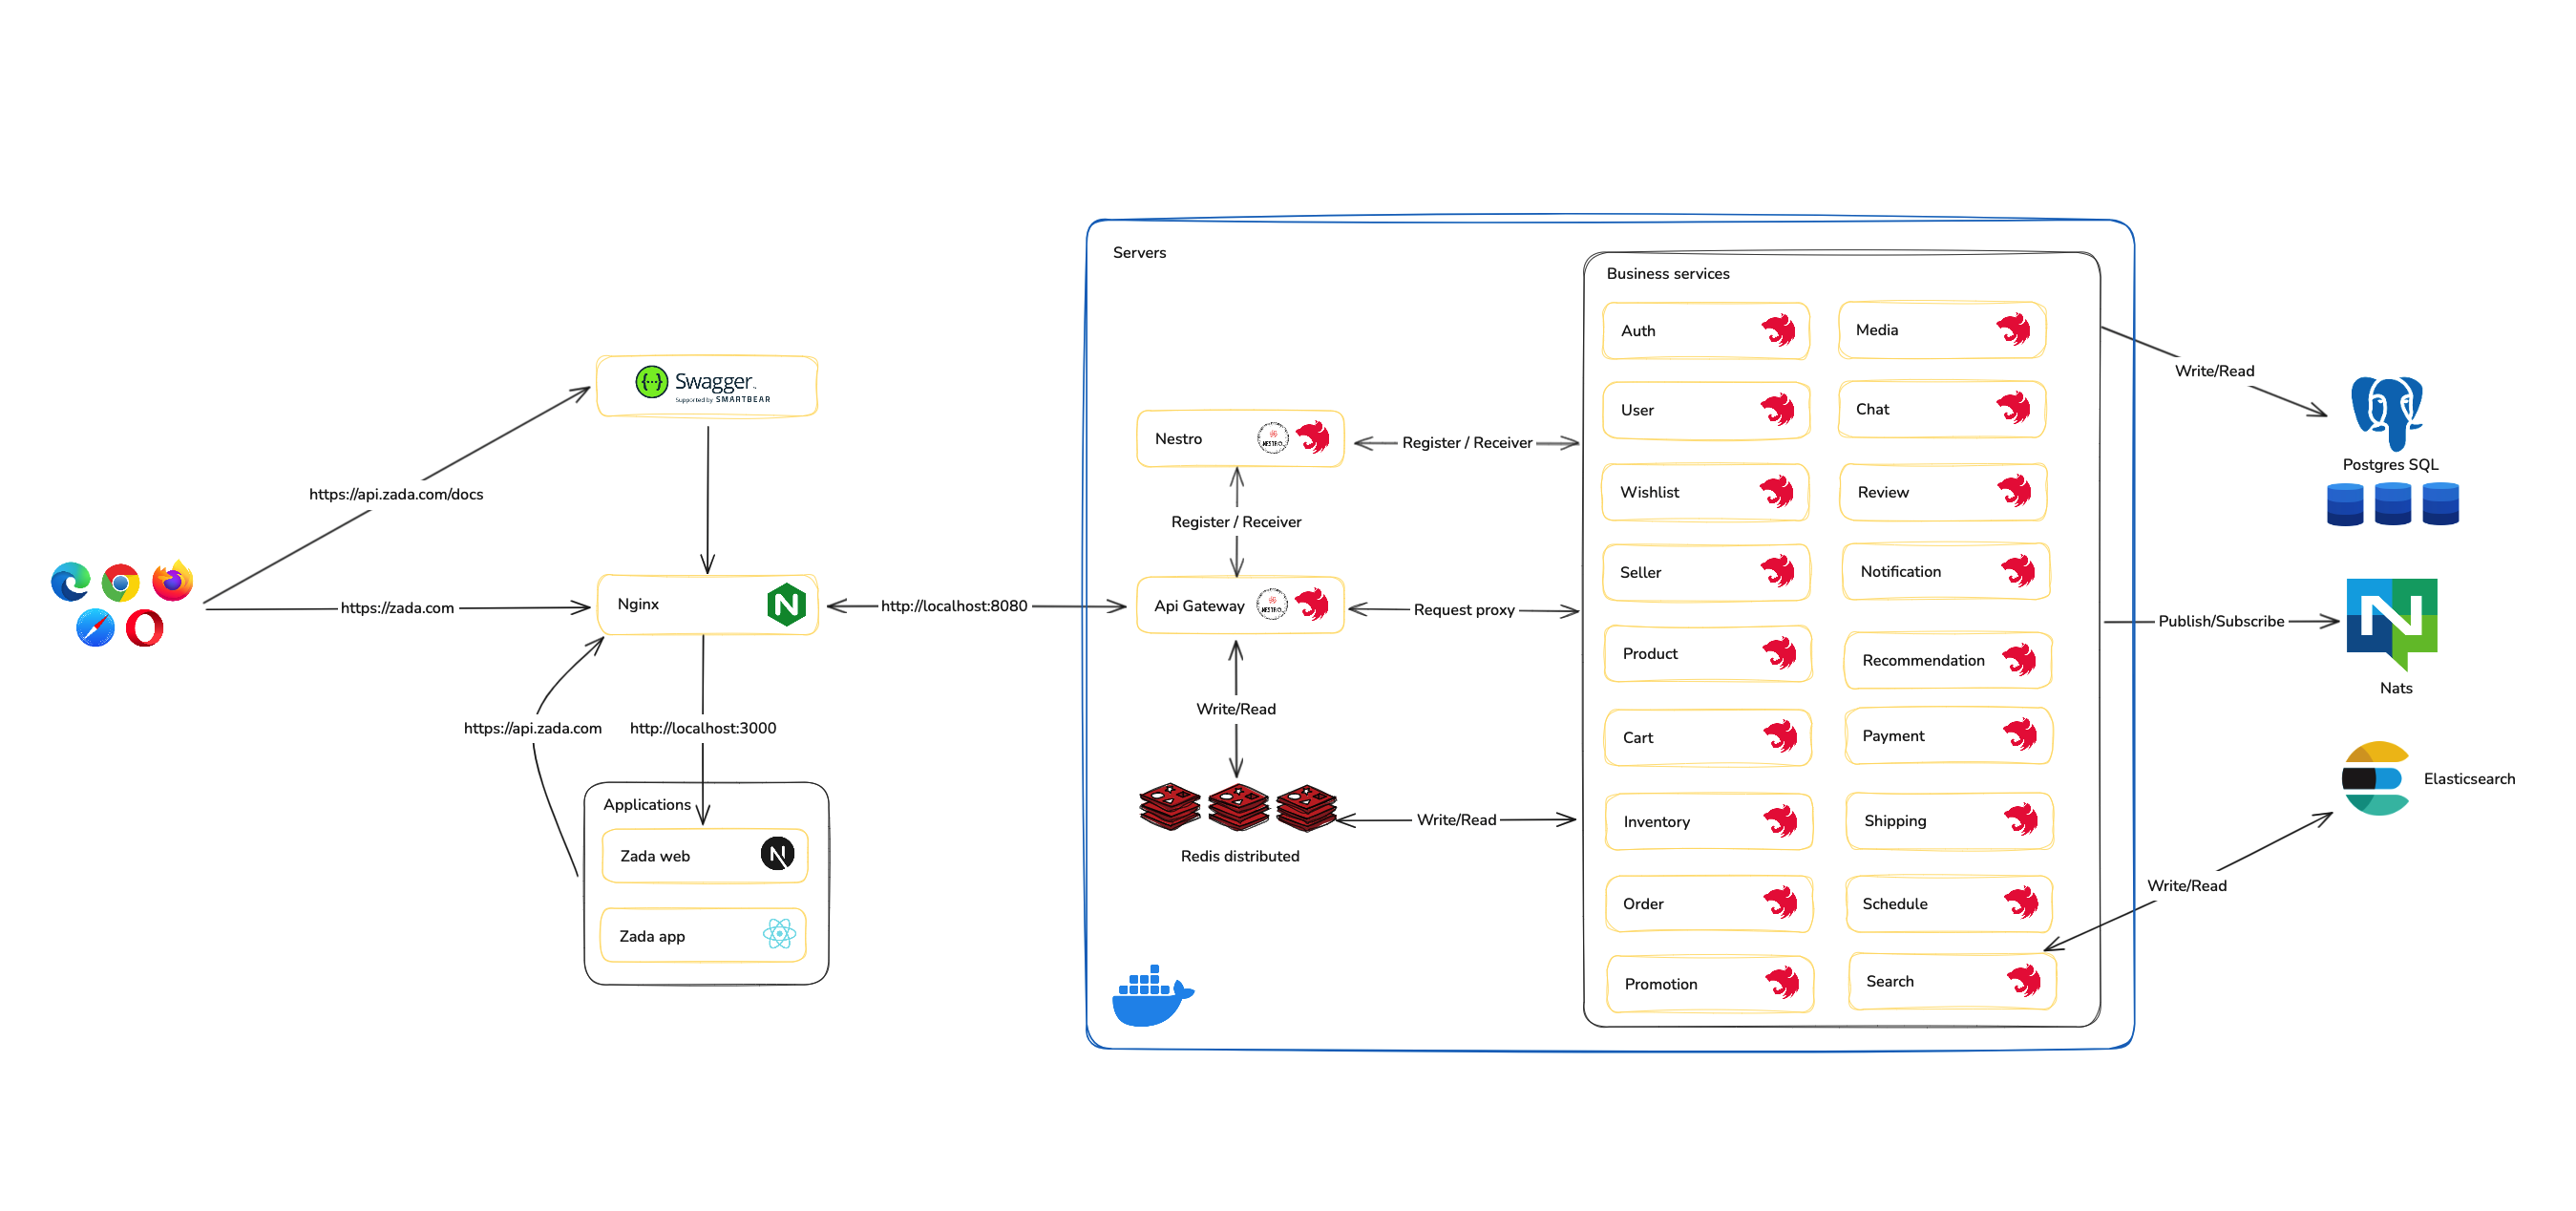 Servers
Business services
Auth
Media
User
Chat
Wishlist
Review
Seller
Notification
Product
Recommendation
Cart
Payment
Inventory
Shipping
Order
Schedule
Promotion
Search
Swagger
Supported by SMARTBEAR
https://api.zada.com/docs
https://zada.com
Nginx
http://localhost:8080
https://api.zada.com
http://localhost:3000
Applications
Zada web
Zada app
Nestro
NESTRO
Register / Receiver
Register / Receiver
Api Gateway
NESTRO
Request proxy
Write/Read
Redis distributed
Write/Read
Write/Read
Postgres SQL
Publish/Subscribe
Nats
Elasticsearch
Write/Read